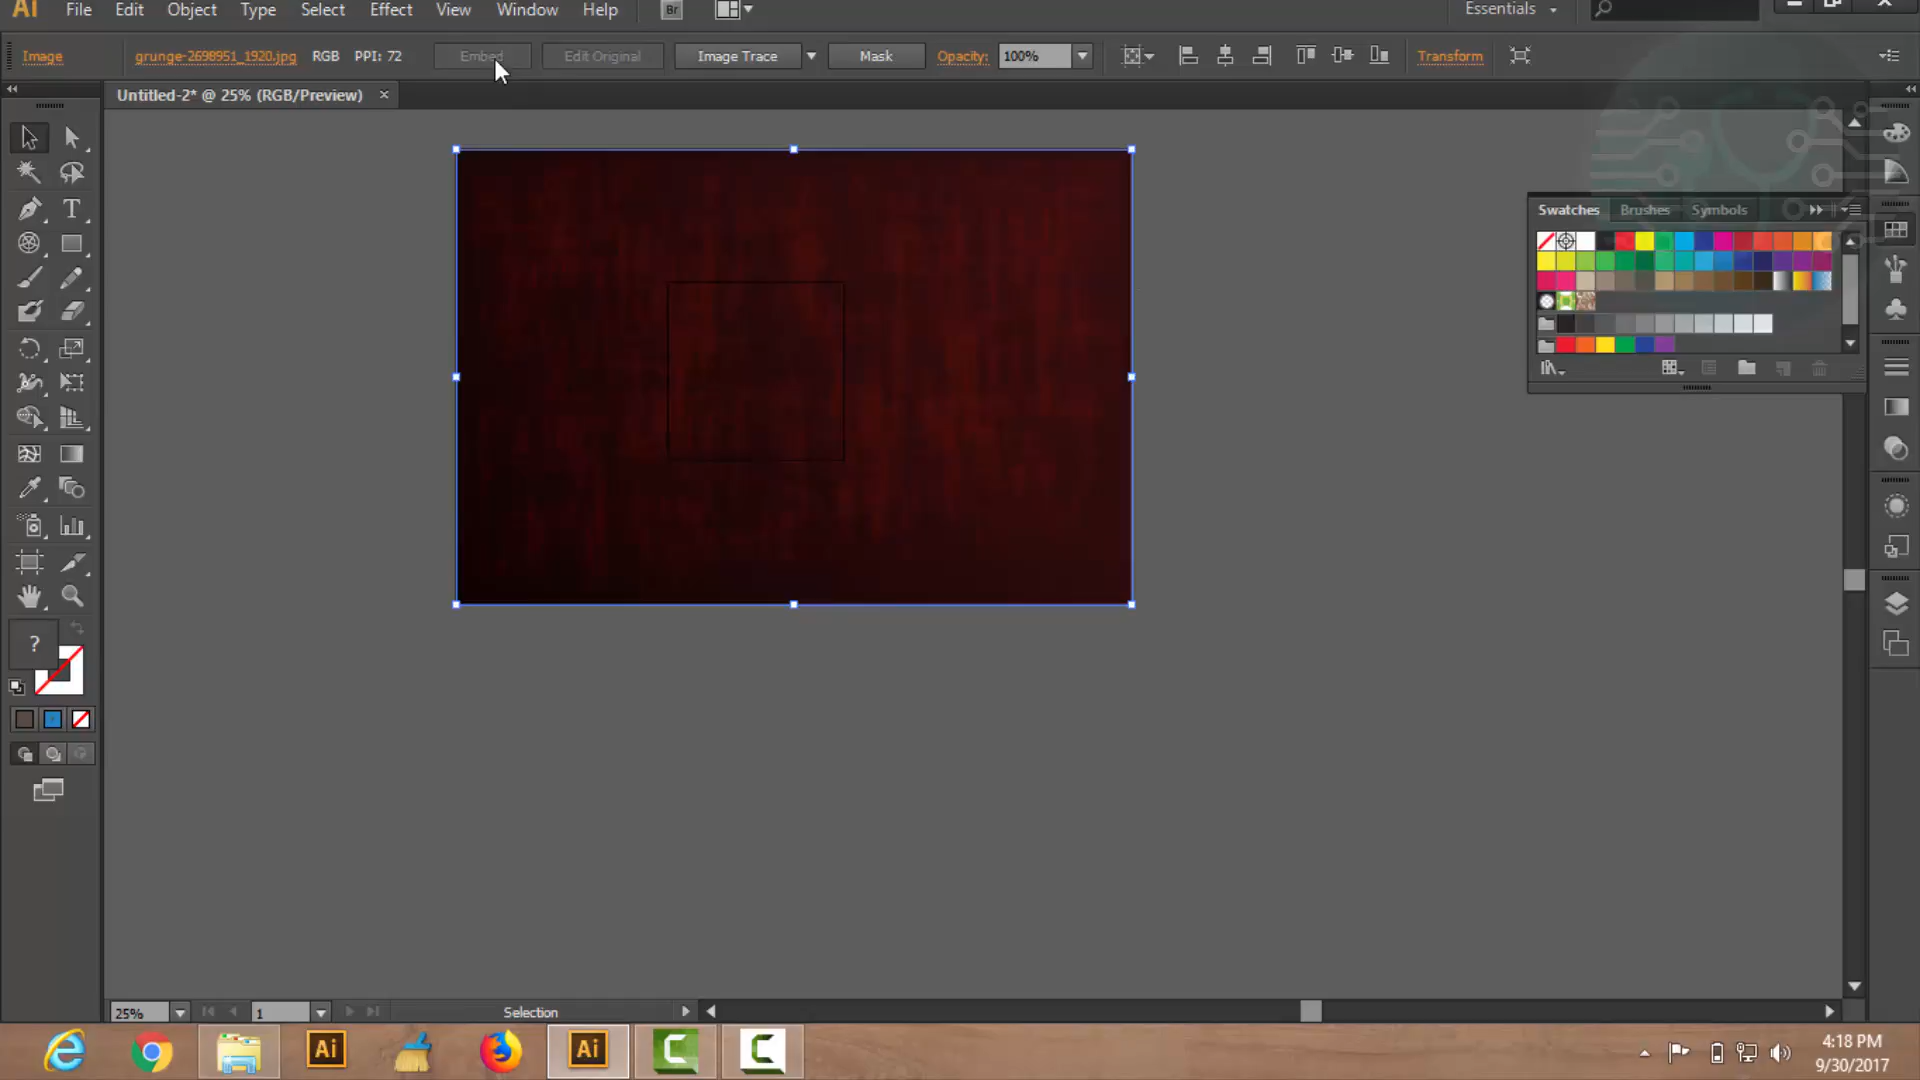 Ai File Edit Object Type Select Effect View Window Help Br Essentials
Image grunge-2698951_1920.jpg RGB PPI: 72 Embed Edit Original Image Trace Mask Opacity: 100% Transform
Untitled-2* @ 25% (RGB/Preview)
Swatches Brushes Symbols
T
?
25% 1 Selection
Ai Ai
4:18 PM
9/30/2017